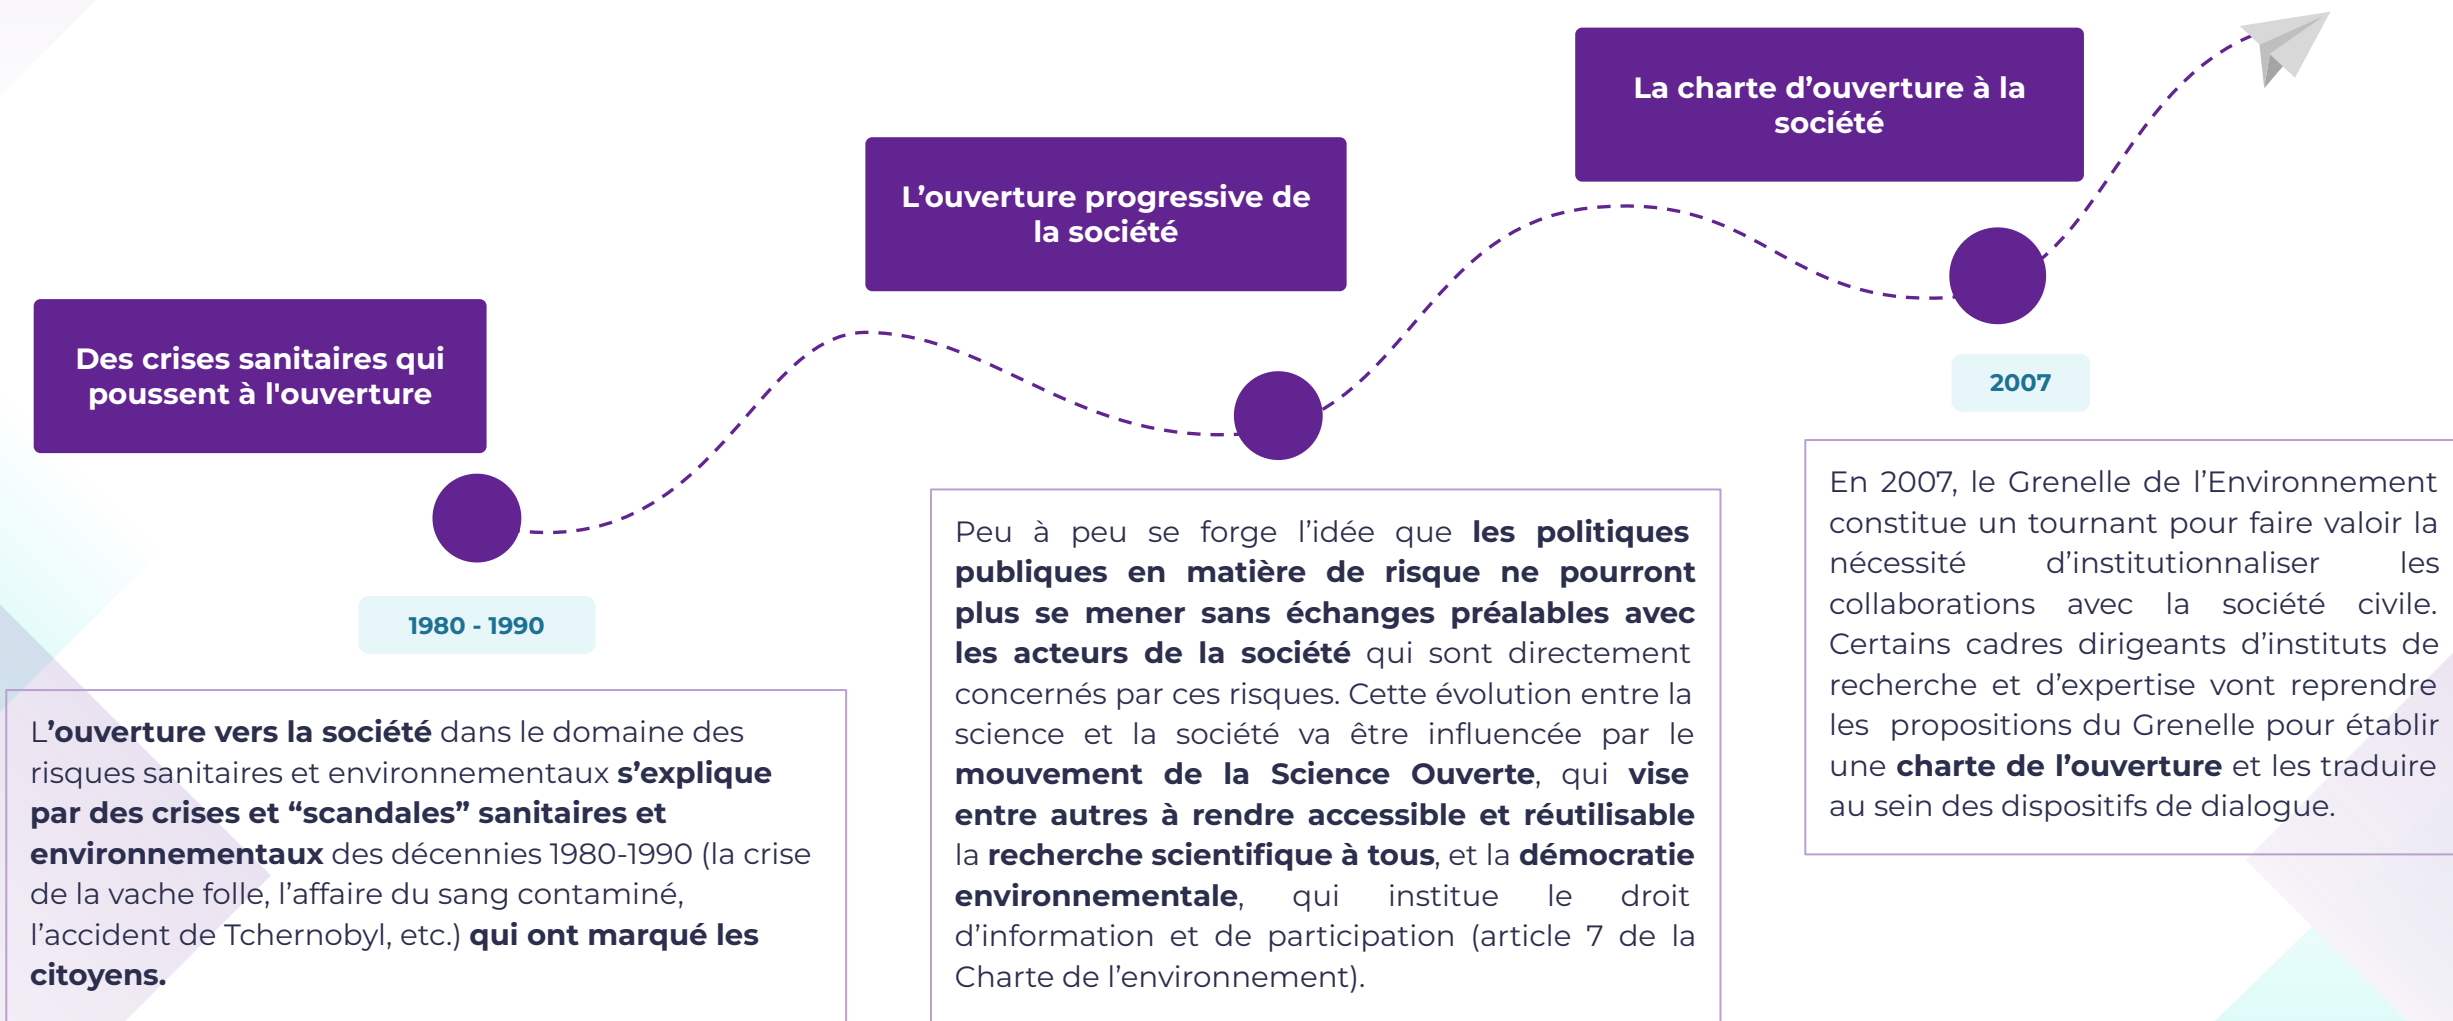 Des crises sanitaires qui
poussent à l'ouverture
1980 - 1990
L’ouverture vers la société dans le domaine des
risques sanitaires et environnementaux s’explique
par des crises et “scandales” sanitaires et
environnementaux des décennies 1980-1990 (la crise
de la vache folle, l’affaire du sang contaminé,
l’accident de Tchernobyl, etc.) qui ont marqué les
citoyens.
L’ouverture progressive de
la société
Peu à peu se forge l’idée que les politiques
publiques en matière de risque ne pourront
plus se mener sans échanges préalables avec
les acteurs de la société qui sont directement
concernés par ces risques. Cette évolution entre la
science et la société va être influencée par le
mouvement de la Science Ouverte, qui vise
entre autres à rendre accessible et réutilisable
la recherche scientifique à tous, et la démocratie
environnementale, qui institue le droit
d’information et de participation (article 7 de la
Charte de l’environnement).
La charte d’ouverture à la
société
2007
En 2007, le Grenelle de l’Environnement
constitue un tournant pour faire valoir la
nécessité d’institutionnaliser les
collaborations avec la société civile.
Certains cadres dirigeants d’instituts de
recherche et d’expertise vont reprendre
les propositions du Grenelle pour établir
une charte de l’ouverture et les traduire
au sein des dispositifs de dialogue.